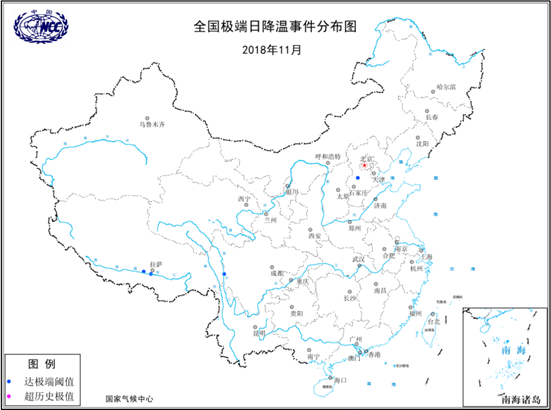 中国
NCC
全国极端日降温事件分布图
2018年11月
哈尔滨
长春
乌鲁木齐
沈阳
呼和浩特
北京
天津
银川
石家庄
太原
西宁
济南
兰州
郑州
西安
南京
合肥
上海
拉萨
成都
武汉
杭州
重庆
南昌
长沙
贵阳
福州
台北
昆明
广州
南宁
澳门
香港
海口
南海
图 例
达极端阈值
超历史极值
国家气候中心
南海诸岛